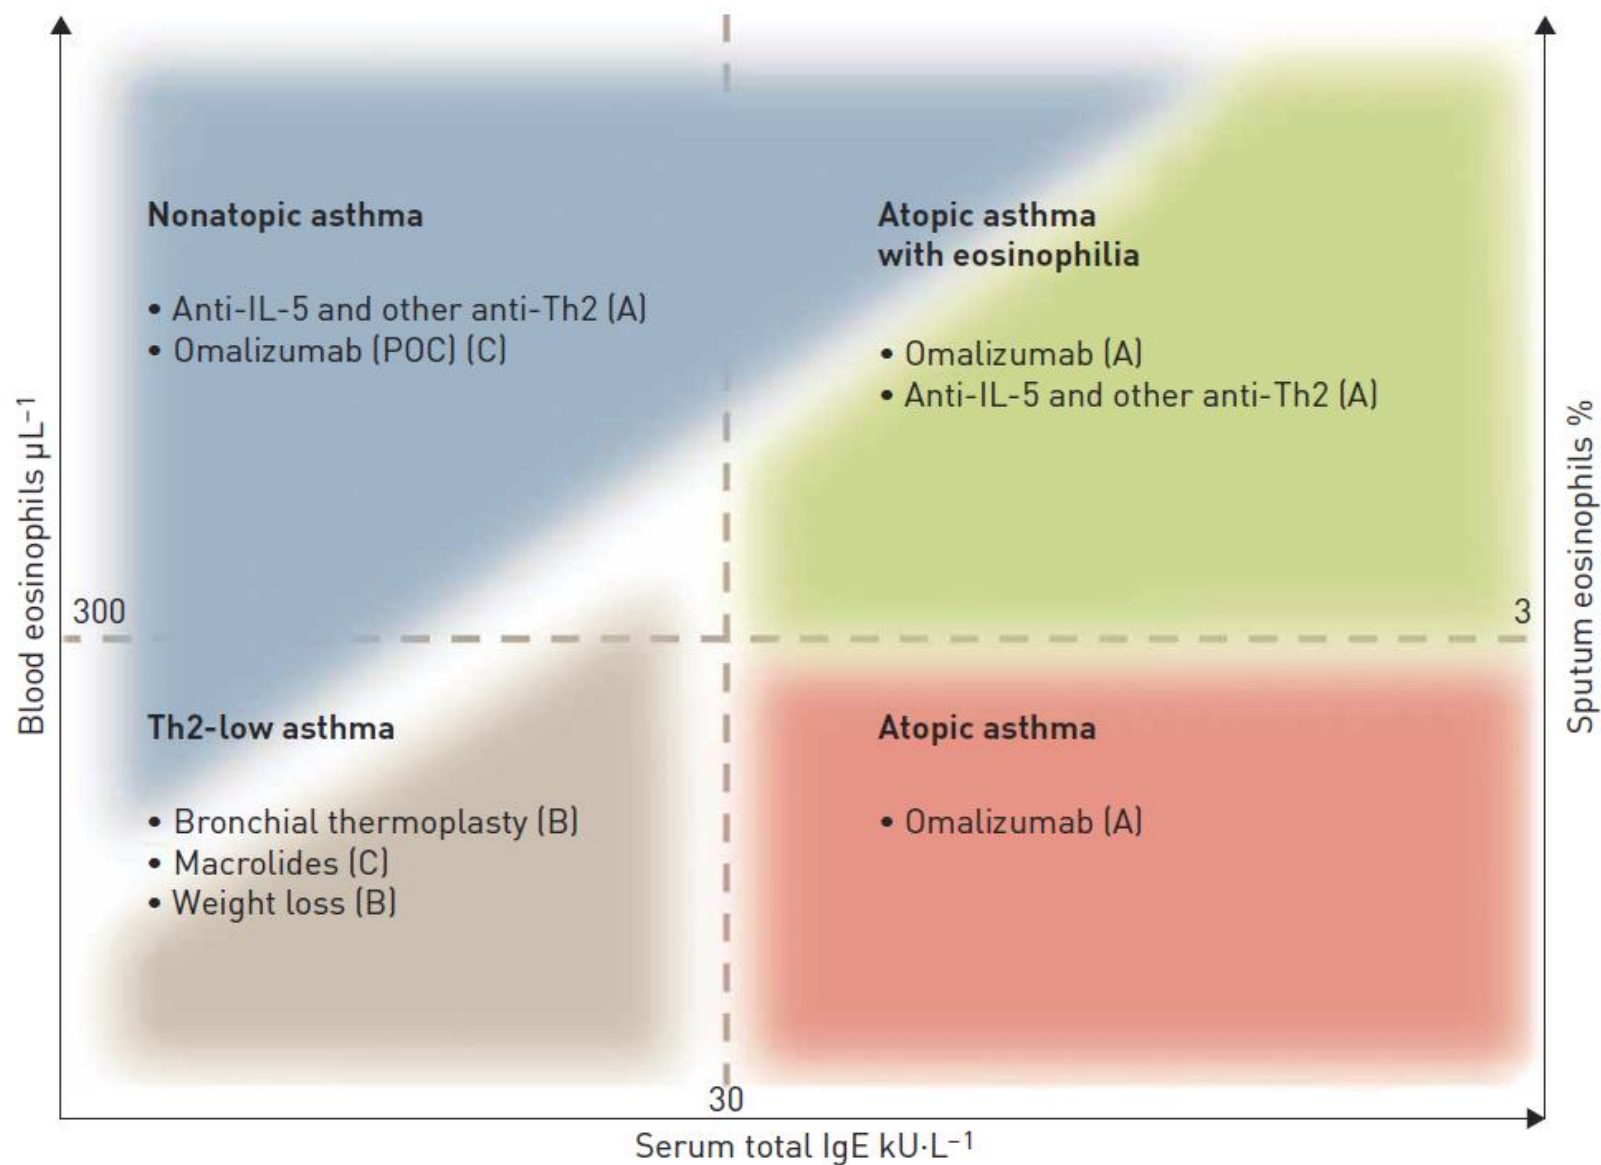 Nonatopic asthma
• Anti-IL-5 and other anti-Th2 (A)
• Omalizumab (POC) (C)
Atopic asthma
with eosinophilia
• Omalizumab (A)
• Anti-IL-5 and other anti-Th2 (A)
Blood eosinophils µL⁻¹
Sputum eosinophils %
300
3
Th2-low asthma
• Bronchial thermoplasty (B)
• Macrolides (C)
• Weight loss (B)
Atopic asthma
• Omalizumab (A)
30
Serum total IgE kU·L⁻¹